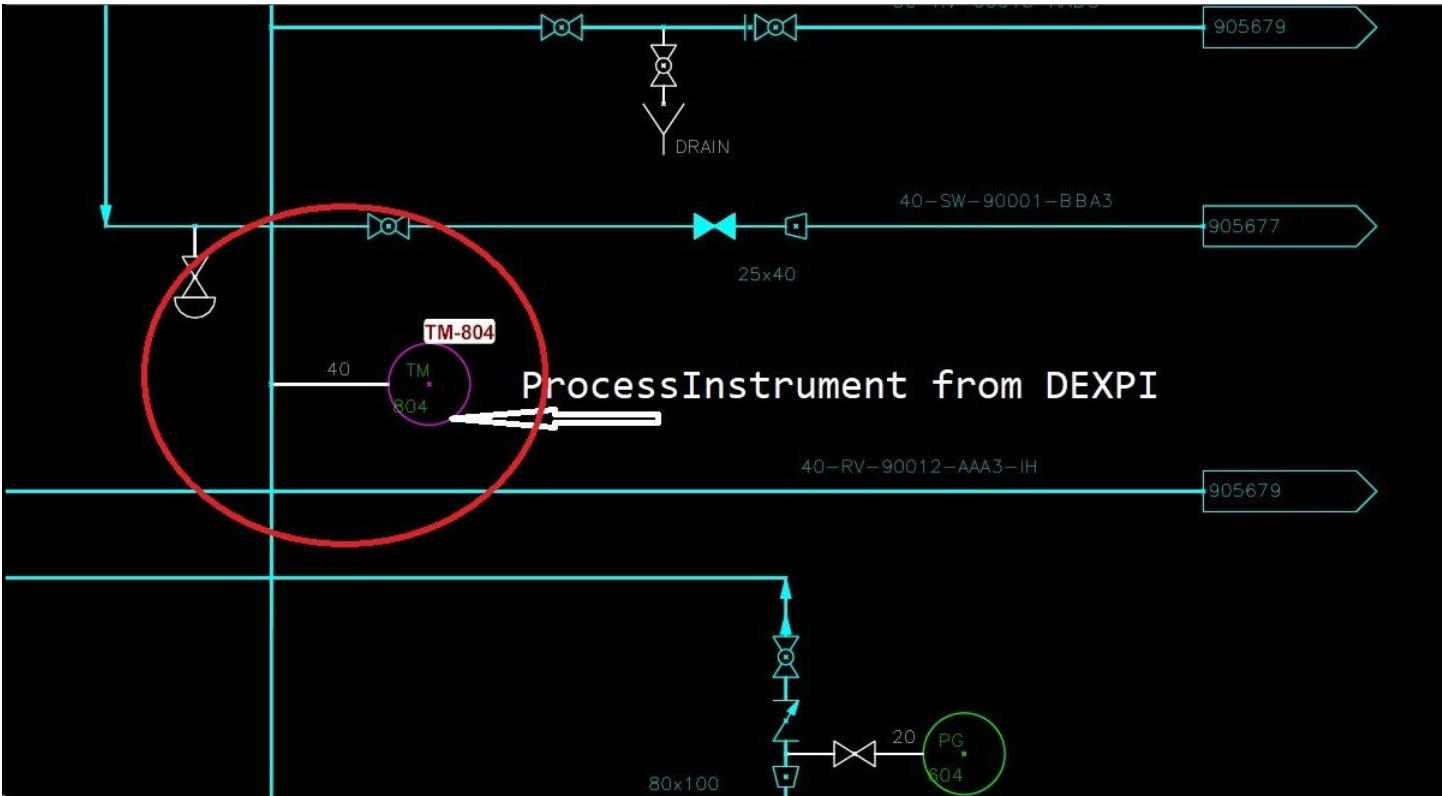 905679
DRAIN
40-SW-90001-BBA3
905677
25x40
TM-804
40
TM
804
ProcessInstrument from DEXPI
40-RV-90012-AAA3-IH
905679
20
PG
604
80x100